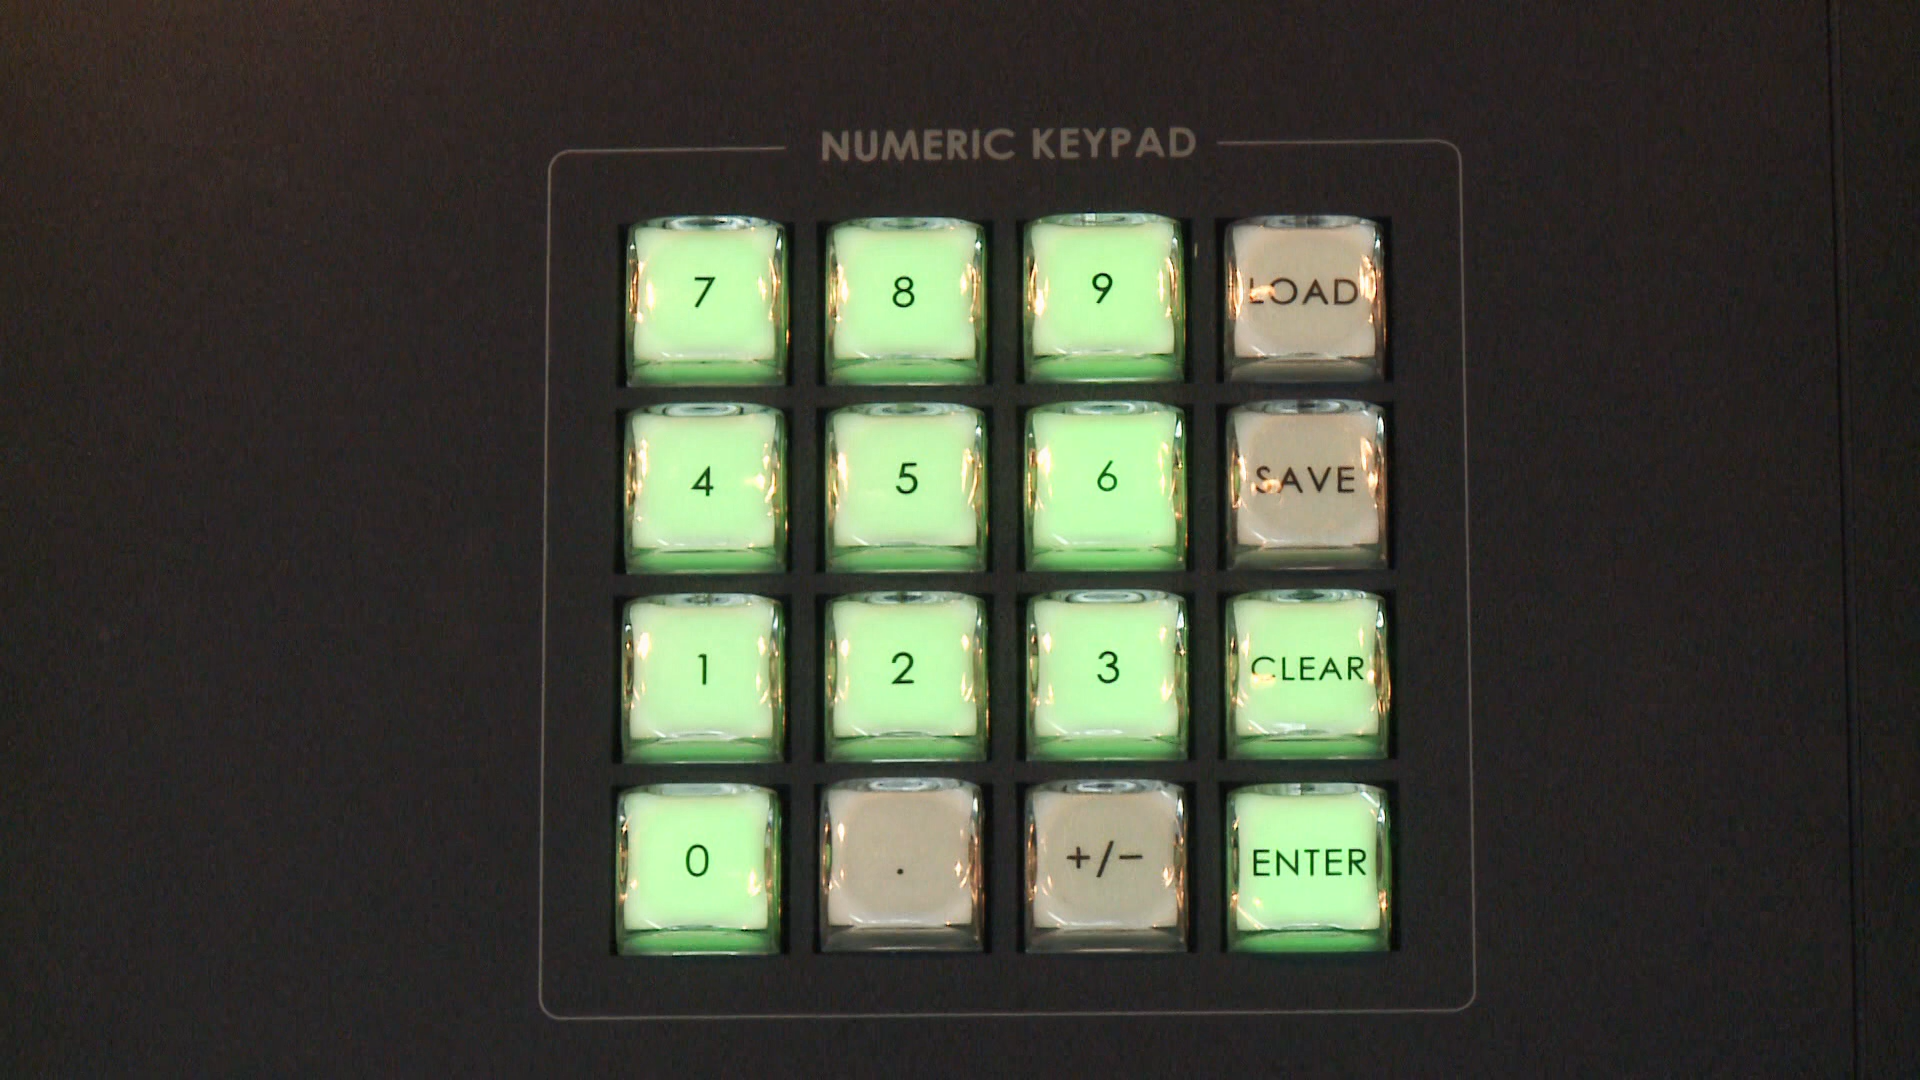 NUMERIC KEYPAD
7 8 9 LOAD
4 5 6 SAVE
1 2 3 CLEAR
0 . +/− ENTER